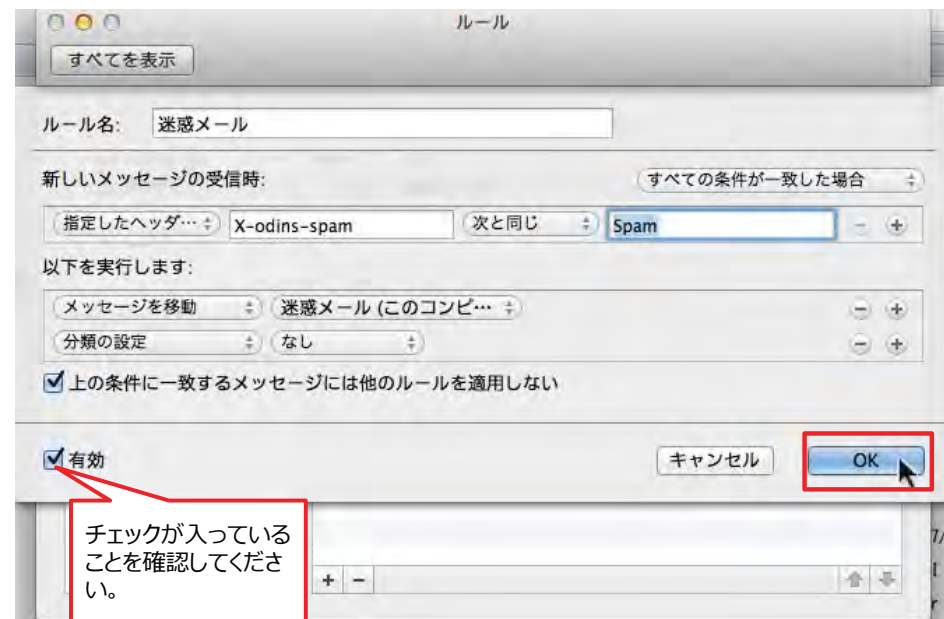 ルール
すべてを表示
ルール名: 迷惑メール
新しいメッセージの受信時: すべての条件が一致した場合
指定したヘッダ… X-odins-spam 次と同じ Spam
以下を実行します:
メッセージを移動 迷惑メール (このコンピ…
分類の設定 なし
上の条件に一致するメッセージには他のルールを適用しない
有効 キャンセル OK
チェックが入っている
ことを確認してくださ
い。